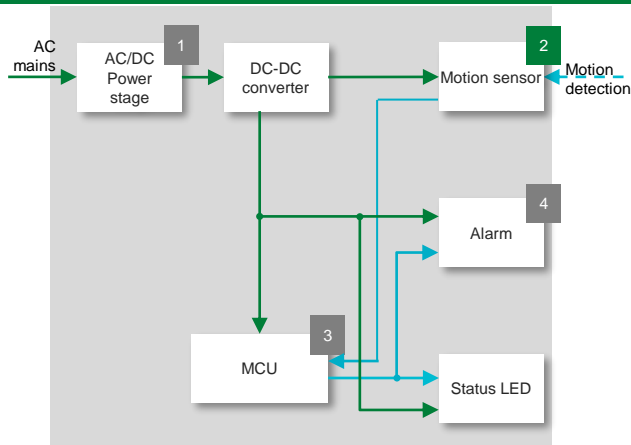 AC
mains
1
AC/DC
Power
stage
DC-DC
converter
2
Motion sensor
Motion
detection
4
Alarm
3
MCU
Status LED